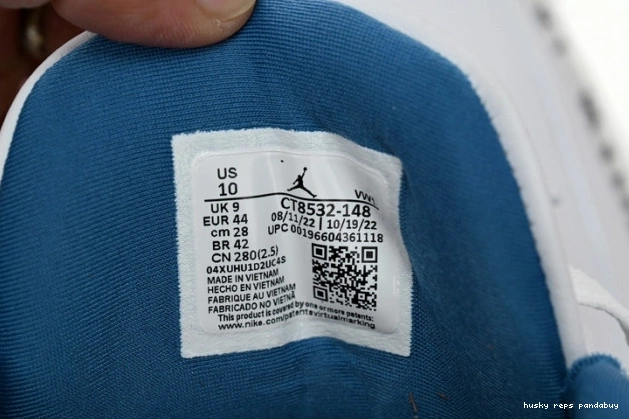 US
10
VW1
UK 9
EUR 44
cm 28
BR 42
CN 280(2.5)
CT8532-148
08/11/22 | 10/19/22
UPC 00196604361118
04XUHU1D2UC4S
MADE IN VIETNAM
HECHO EN VIETNAM
FABRIQUE AU VIETNAM
FABRICADO NO VIETNÃ
This product is covered by one or more patents:
www.nike.com/patentsvirtualmarking
husky reps pandabuy